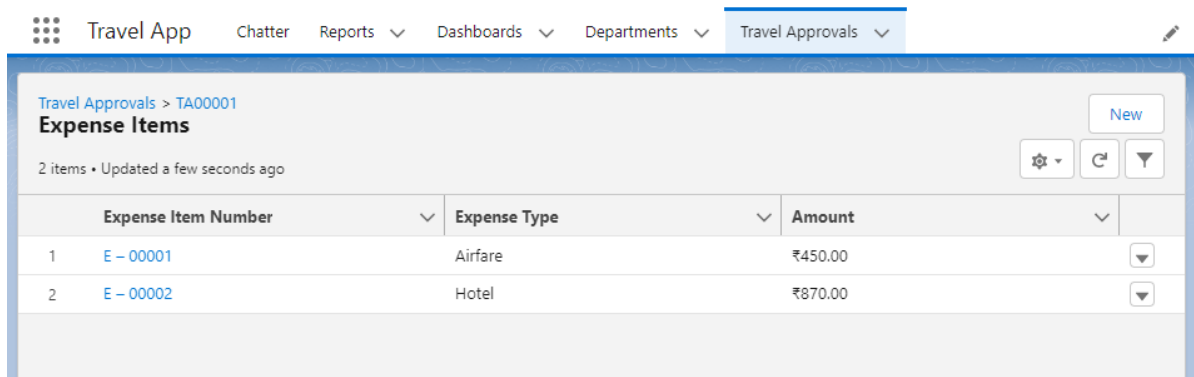 Travel App Chatter Reports Dashboards Departments Travel Approvals
Travel Approvals > TA00001
Expense Items
New
2 items • Updated a few seconds ago
Expense Item Number Expense Type Amount
1 E – 00001 Airfare ₹450.00
2 E – 00002 Hotel ₹870.00